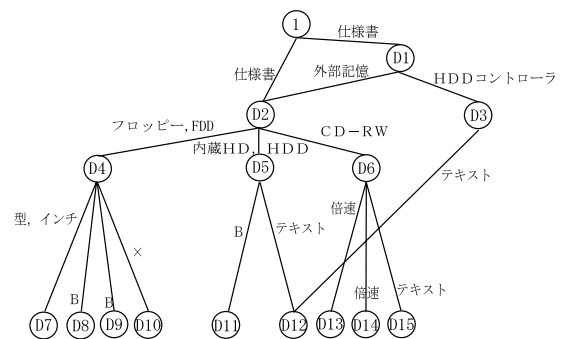 1
仕様書
D1
仕様書
外部記憶
HDDコントローラ
D2
D3
フロッピー,FDD
CD－RW
内蔵HD，HDD
D4
D5
D6
テキスト
型，インチ
倍速
B
テキスト
×
B
B
倍速
テキスト
D7
D8
D9
D10
D11
D12
D13
D14
D15